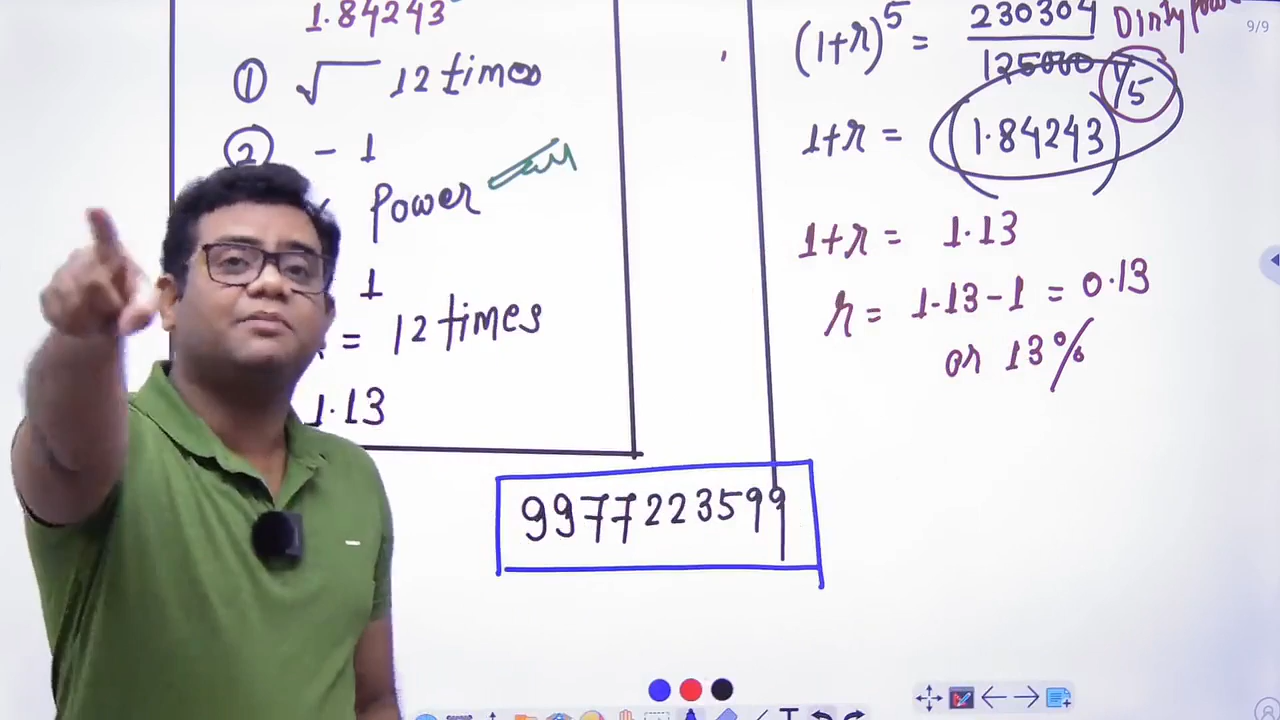 1.84243
① √ 12 times
② - 1
Power
1
= 12 times
1.13
(1+r)⁵ = 230304/125000
1+r = (1.84243)^1/5
1+r = 1.13
r = 1.13-1 = 0.13
or 13%
9977223599
9/9